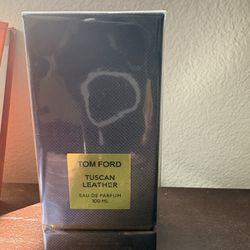 TOM FORD
TUSCAN
LEATHER
EAU DE PARFUM
100 ML